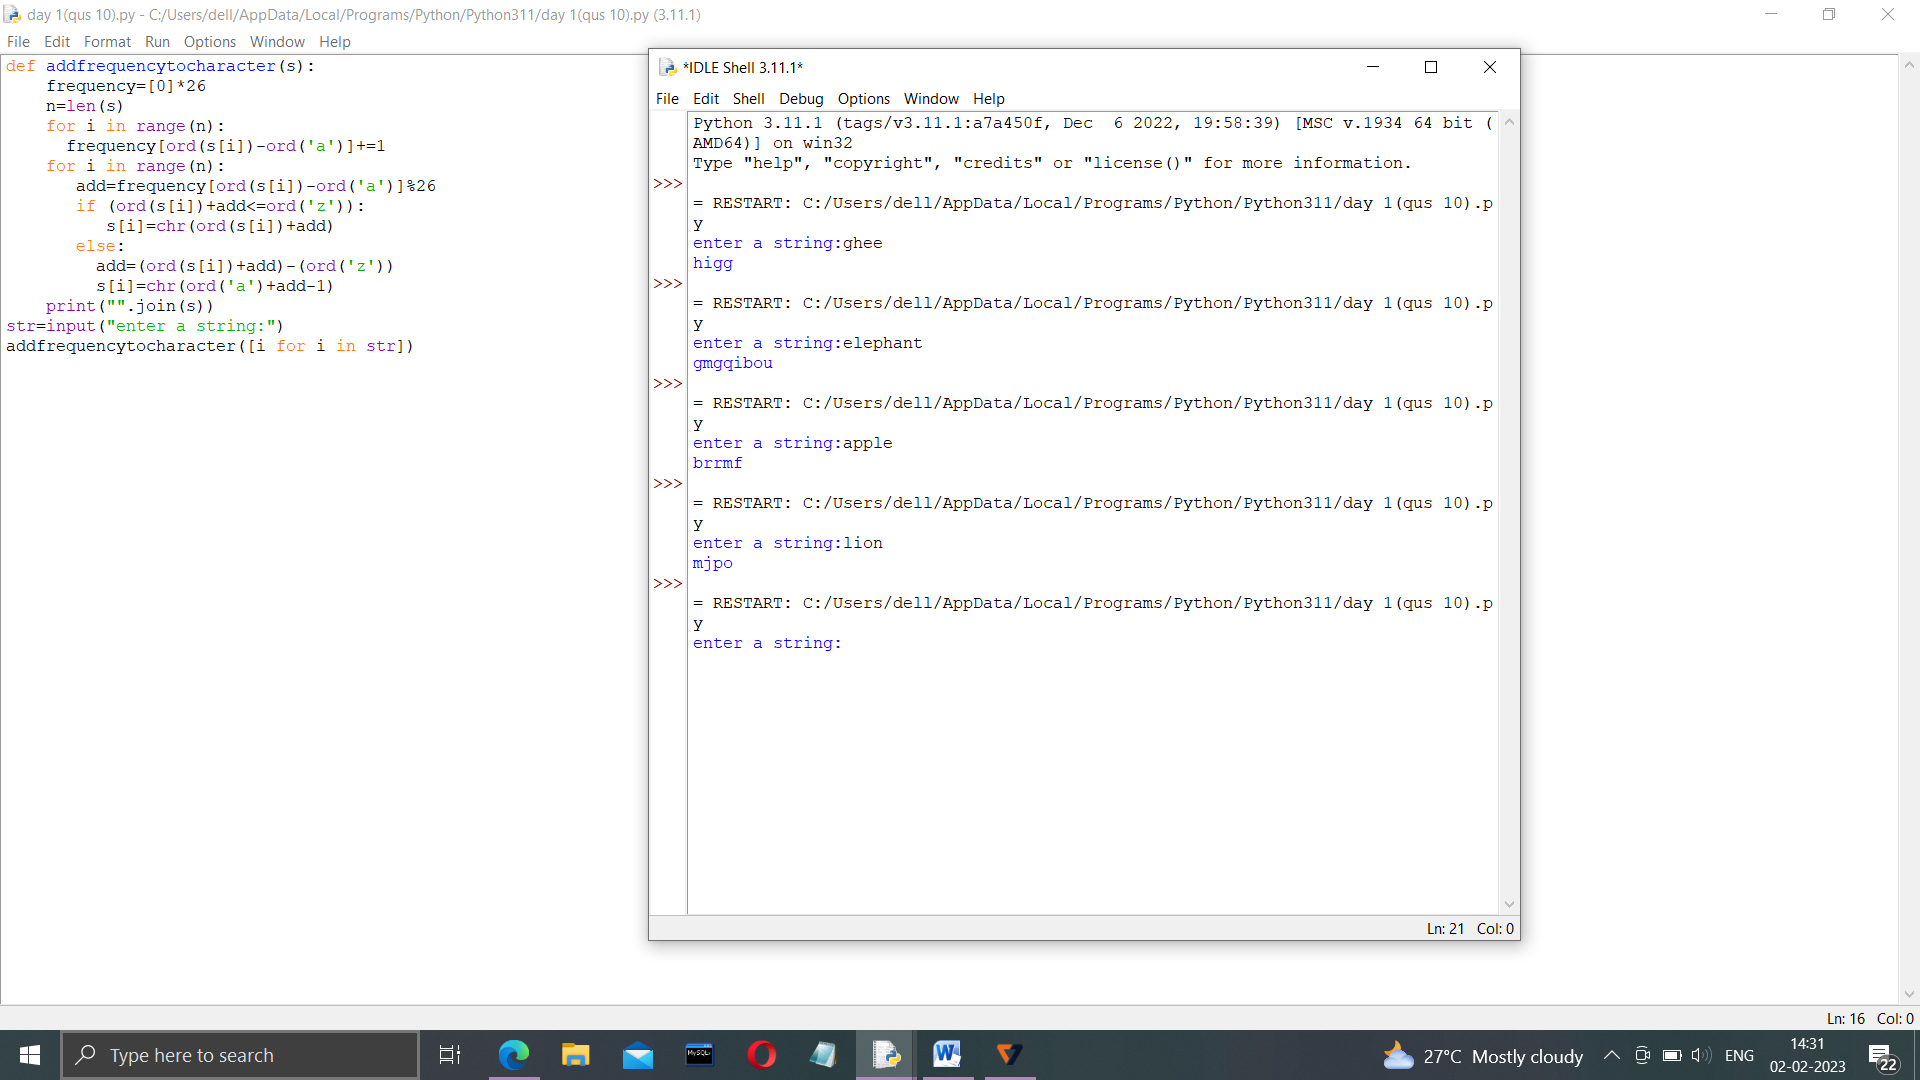 day 1(qus 10).py - C:/Users/dell/AppData/Local/Programs/Python/Python311/day 1(qus 10).py (3.11.1)
File Edit Format Run Options Window Help
def addfrequencytocharacter(s):
    frequency=[0]*26
    n=len(s)
    for i in range(n):
      frequency[ord(s[i])-ord('a')]+=1
    for i in range(n):
       add=frequency[ord(s[i])-ord('a')]%26
       if (ord(s[i])+add<=ord('z')):
          s[i]=chr(ord(s[i])+add)
       else:
         add=(ord(s[i])+add)-(ord('z'))
         s[i]=chr(ord('a')+add-1)
    print("".join(s))
str=input("enter a string:")
addfrequencytocharacter([i for i in str])
*IDLE Shell 3.11.1*
File Edit Shell Debug Options Window Help
Python 3.11.1 (tags/v3.11.1:a7a450f, Dec  6 2022, 19:58:39) [MSC v.1934 64 bit (
AMD64)] on win32
Type "help", "copyright", "credits" or "license()" for more information.
>>>
= RESTART: C:/Users/dell/AppData/Local/Programs/Python/Python311/day 1(qus 10).p
y
enter a string:ghee
higg
>>>
= RESTART: C:/Users/dell/AppData/Local/Programs/Python/Python311/day 1(qus 10).p
y
enter a string:elephant
gmgqibou
>>>
= RESTART: C:/Users/dell/AppData/Local/Programs/Python/Python311/day 1(qus 10).p
y
enter a string:apple
brrmf
>>>
= RESTART: C:/Users/dell/AppData/Local/Programs/Python/Python311/day 1(qus 10).p
y
enter a string:lion
mjpo
>>>
= RESTART: C:/Users/dell/AppData/Local/Programs/Python/Python311/day 1(qus 10).p
y
enter a string:
Ln: 21 Col: 0
Ln: 16 Col: 0
Type here to search
MySQL
27°C Mostly cloudy
ENG
14:31
02-02-2023
22